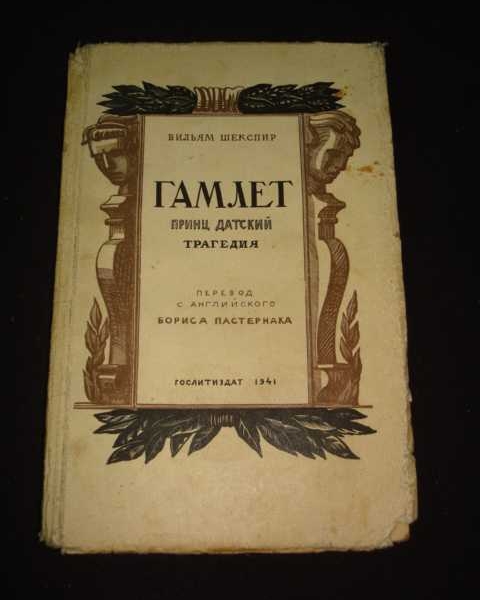 ВИЛЬЯМ ШЕКСПИР
ГАМЛЕТ
ПРИНЦ ДАТСКИЙ
ТРАГЕДИЯ
ПЕРЕВОД
С АНГЛИЙСКОГО
БОРИСА ПАСТЕРНАКА
ГОСЛИТИЗДАТ 1941